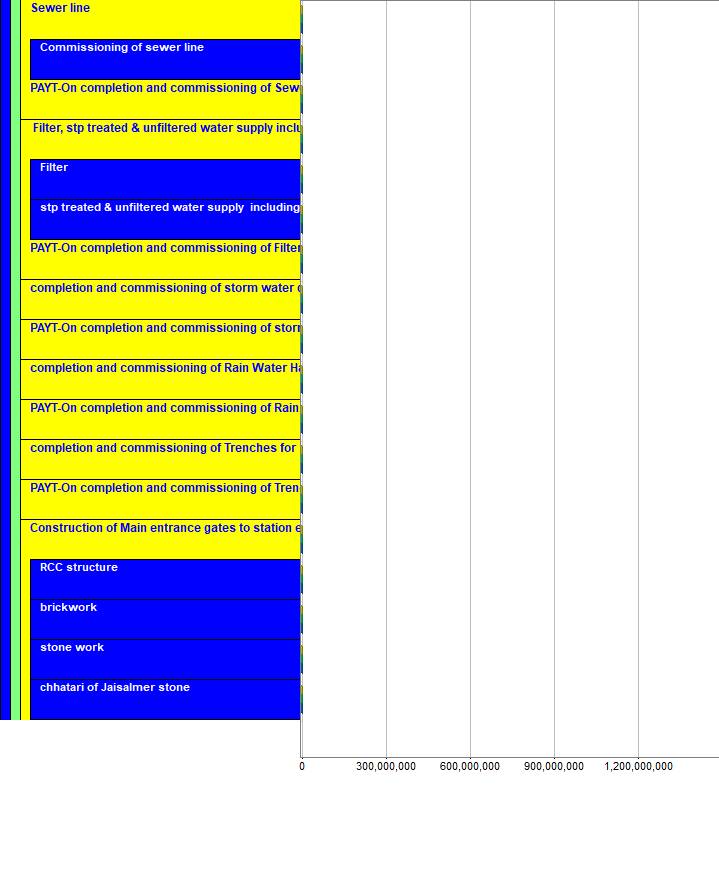 Sewer line
Commissioning of sewer line
PAYT-On completion and commissioning of Sew
Filter, stp treated & unfiltered water supply inclu
Filter
stp treated & unfiltered water supply including
PAYT-On completion and commissioning of Filter
completion and commissioning of storm water
PAYT-On completion and commissioning of storm
completion and commissioning of Rain Water Ha
PAYT-On completion and commissioning of Rain
completion and commissioning of Trenches for
PAYT-On completion and commissioning of Tren
Construction of Main entrance gates to station e
RCC structure
brickwork
stone work
chhatari of Jaisalmer stone
0 300,000,000 600,000,000 900,000,000 1,200,000,000